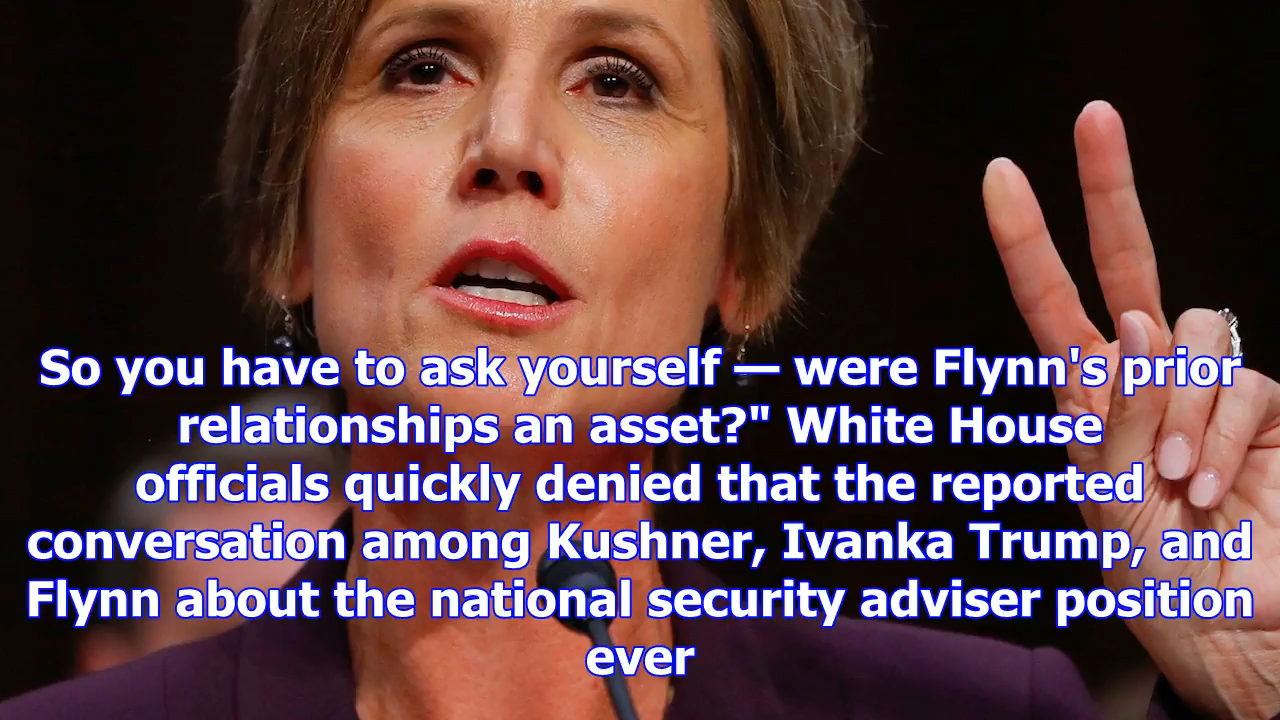 So you have to ask yourself — were Flynn's prior
relationships an asset?" White House
officials quickly denied that the reported
conversation among Kushner, Ivanka Trump, and
Flynn about the national security adviser position
ever